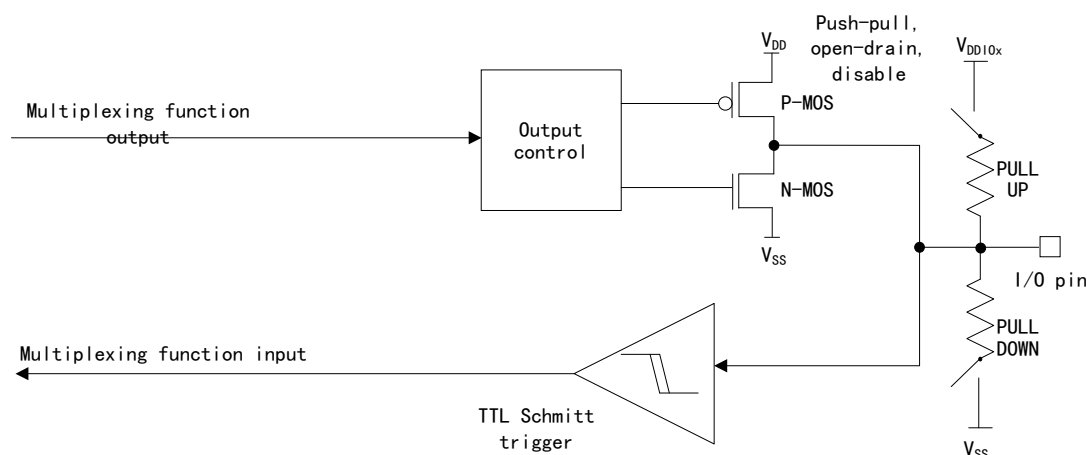 Push-pull,
open-drain,
disable
VDD
VDDIOx
Multiplexing function
output
Output
control
P-MOS
PULL
UP
N-MOS
VSS
I/O pin
PULL
DOWN
Multiplexing function input
TTL Schmitt
trigger
VSS